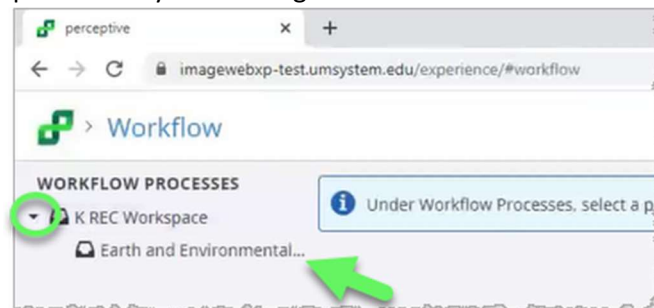 perceptive
imagewebxp-test.umsystem.edu/experience/#workflow
> Workflow
WORKFLOW PROCESSES
Under Workflow Processes, select a p
K REC Workspace
Earth and Environmental...